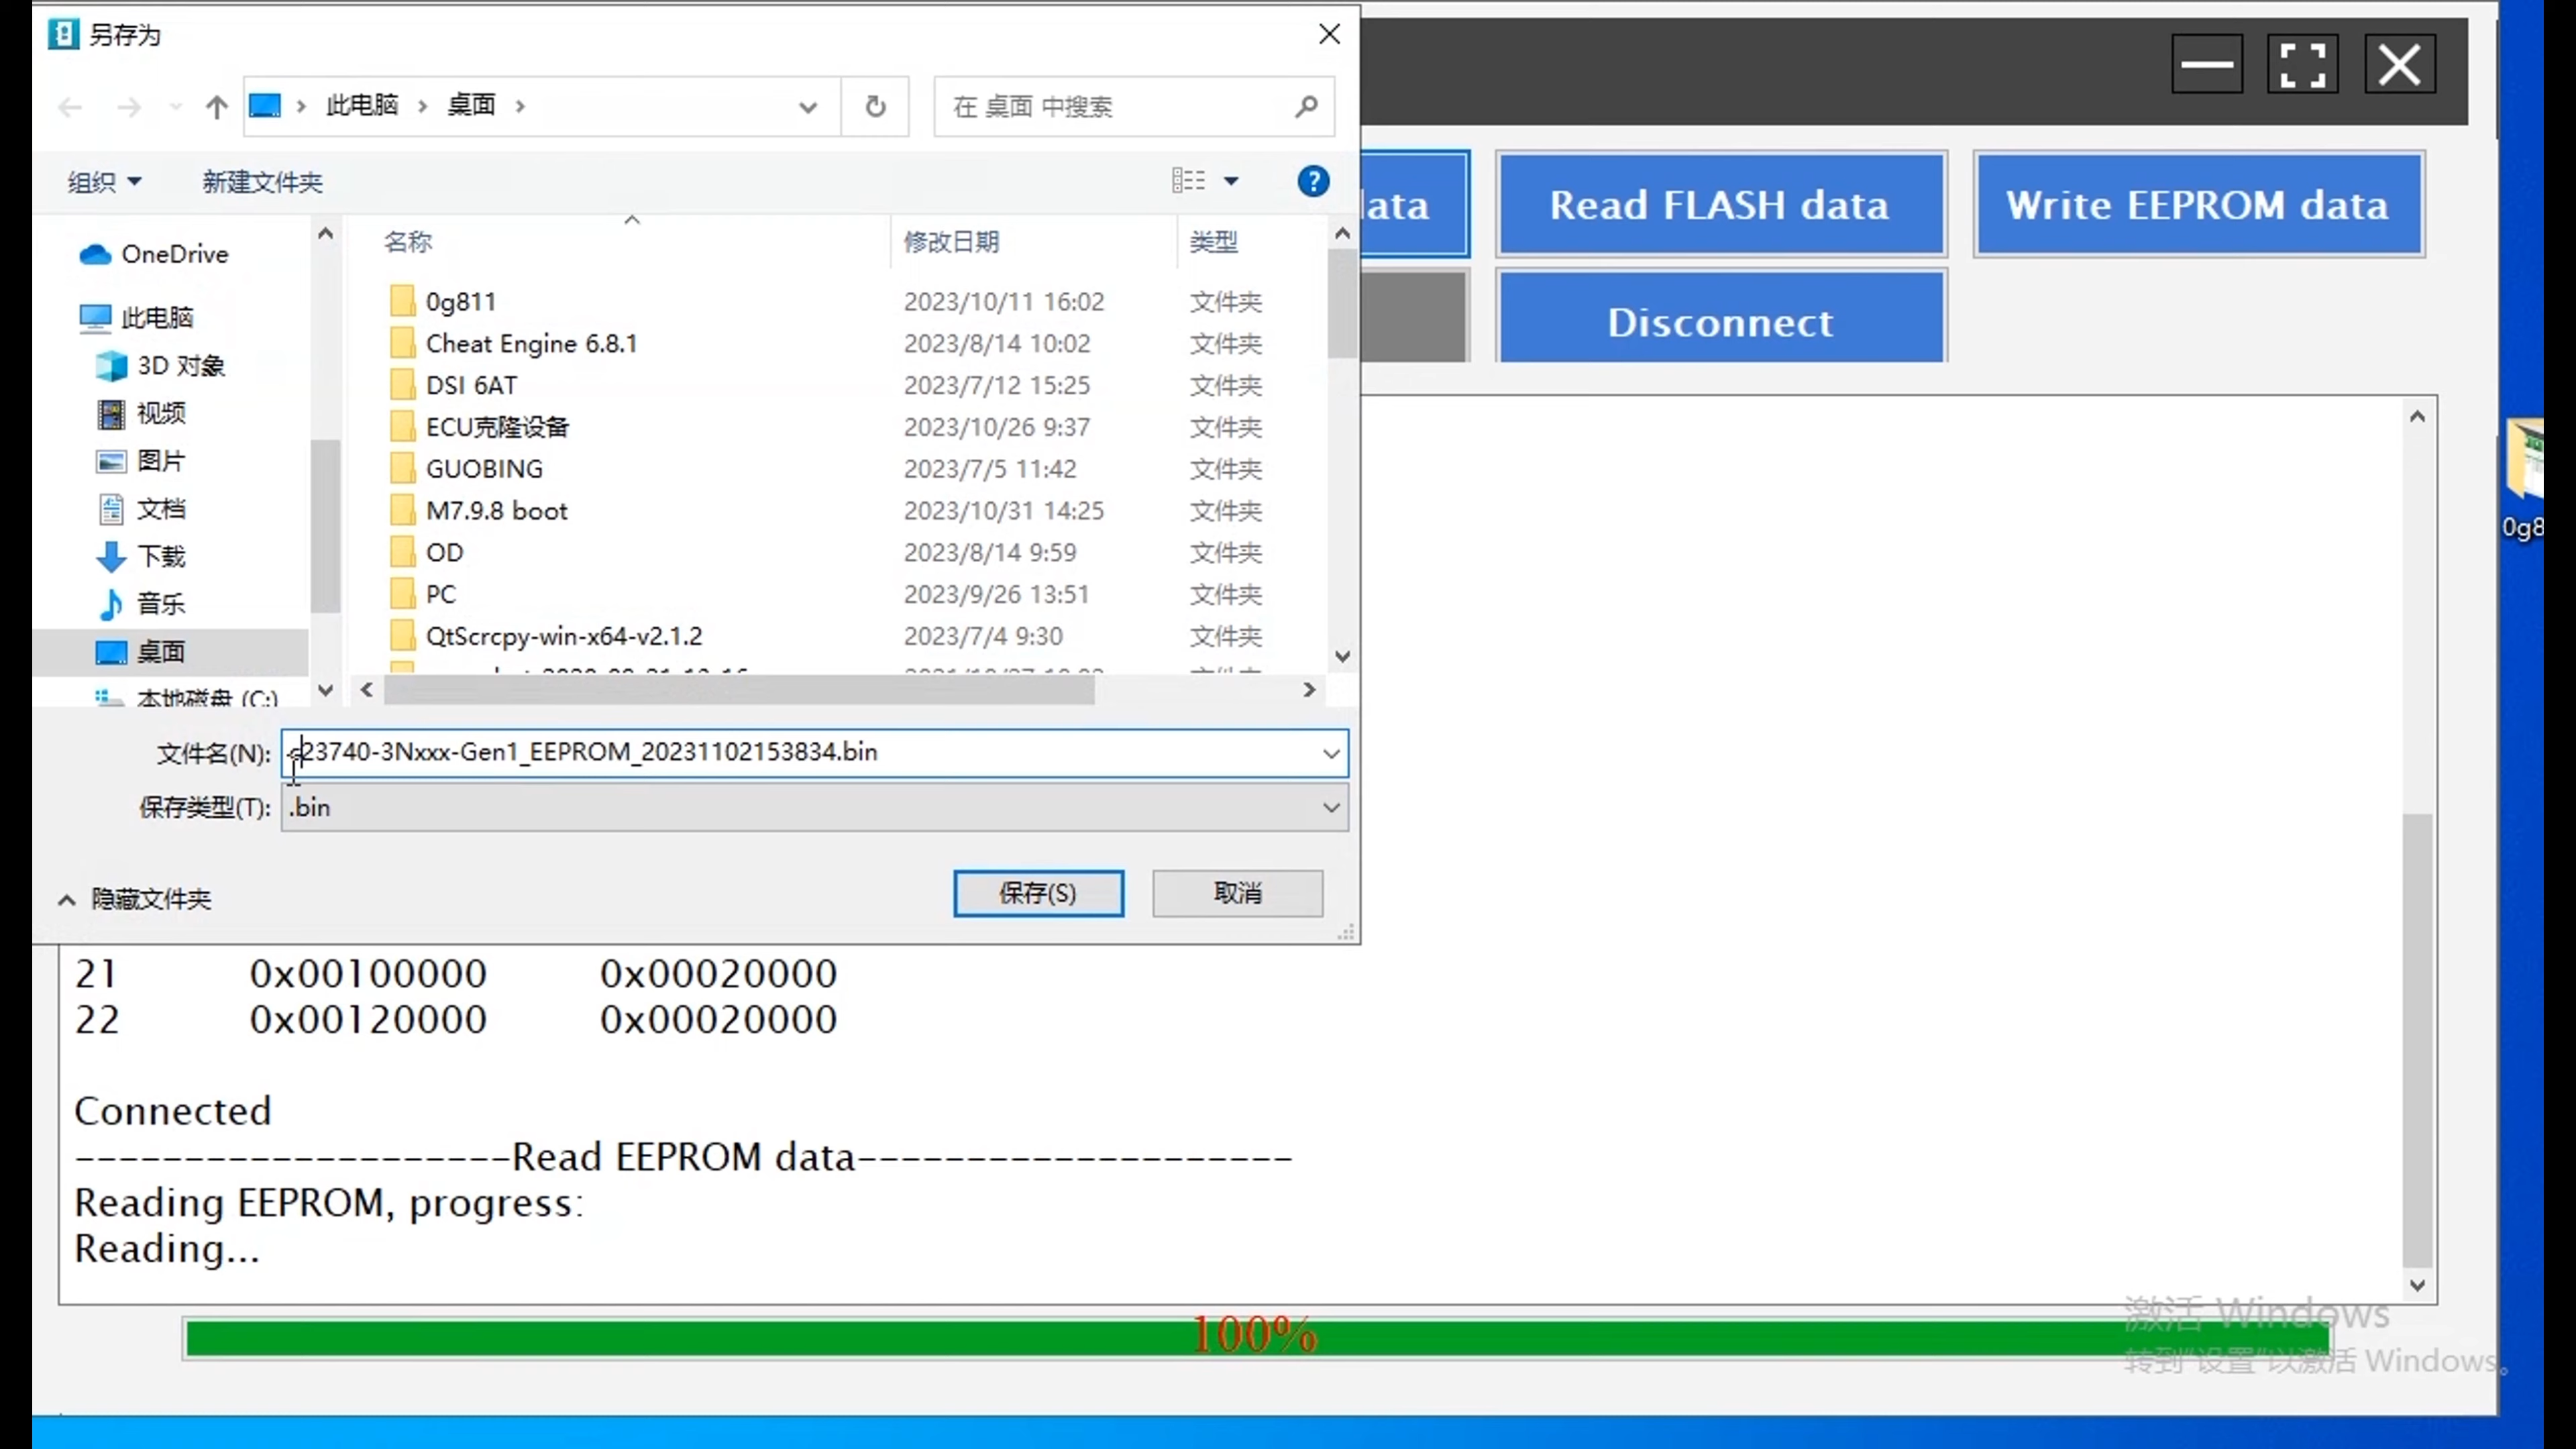 另存为
此电脑 › 桌面 ›
在 桌面 中搜索
组织
新建文件夹
OneDrive
此电脑
3D 对象
视频
图片
文档
下载
音乐
桌面
本地磁盘 (C:)
名称 修改日期 类型
0g811 2023/10/11 16:02 文件夹
Cheat Engine 6.8.1 2023/8/14 10:02 文件夹
DSI 6AT 2023/7/12 15:25 文件夹
ECU克隆设备 2023/10/26 9:37 文件夹
GUOBING 2023/7/5 11:42 文件夹
M7.9.8 boot 2023/10/31 14:25 文件夹
OD 2023/8/14 9:59 文件夹
PC 2023/9/26 13:51 文件夹
QtScrcpy-win-x64-v2.1.2 2023/7/4 9:30 文件夹
文件名(N): 23740-3Nxxx-Gen1_EEPROM_20231102153834.bin
保存类型(T): .bin
隐藏文件夹
保存(S)
取消
data
Read FLASH data
Write EEPROM data
Disconnect
0g8
21 0x00100000 0x00020000
22 0x00120000 0x00020000
Connected
--------------------Read EEPROM data--------------------
Reading EEPROM, progress:
Reading...
100%
激活 Windows
转到"设置"以激活 Windows。